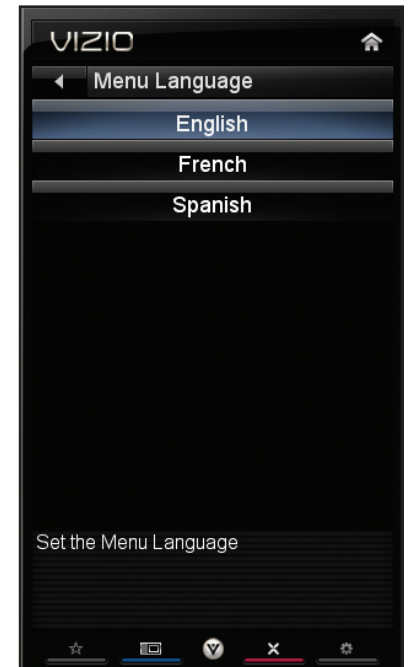 VIZIO
Menu Language
English
French
Spanish
Set the Menu Language